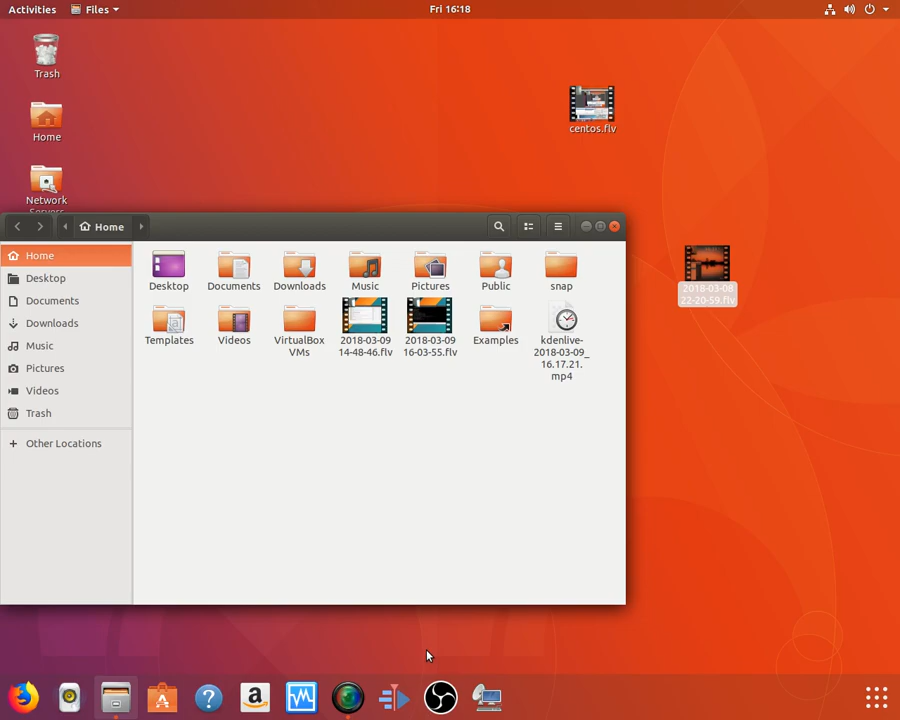 Activities Files Fri 16:18
Trash
Home
Network
Servers
centos.flv
2018-03-08
22-20-59.flv
Home
Home
Desktop
Documents
Downloads
Music
Pictures
Videos
Trash
Other Locations
Desktop Documents Downloads Music Pictures Public snap
Templates Videos VirtualBox 2018-03-09 2018-03-09 Examples kdenlive-
VMs 14-48-46.flv 16-03-55.flv 2018-03-09_
16.17.21.
mp4